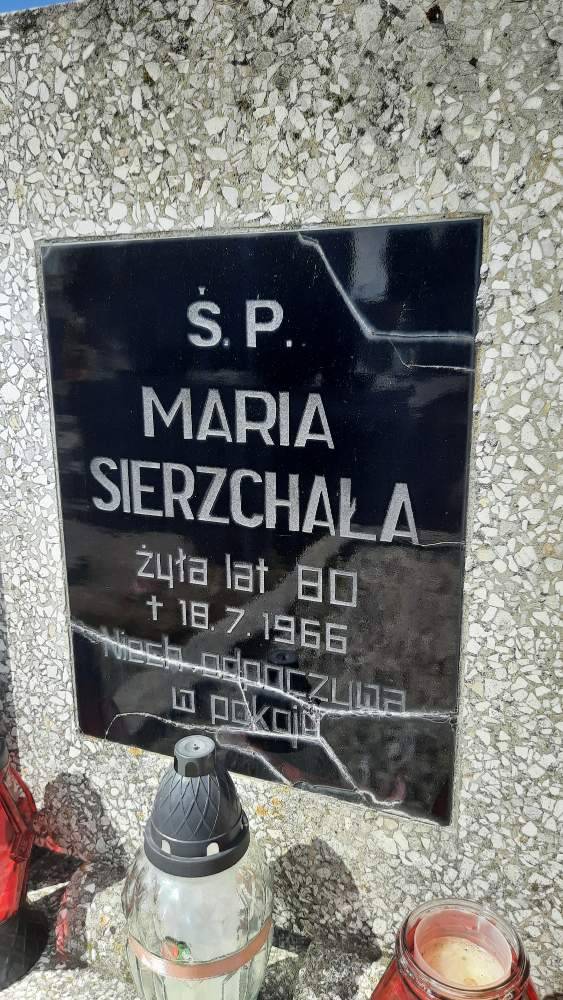 Ś. P.
MARIA
SIERZCHAŁA
żyła lat 80
† 18.7.1966
Niech odpoczywa
w pokoju